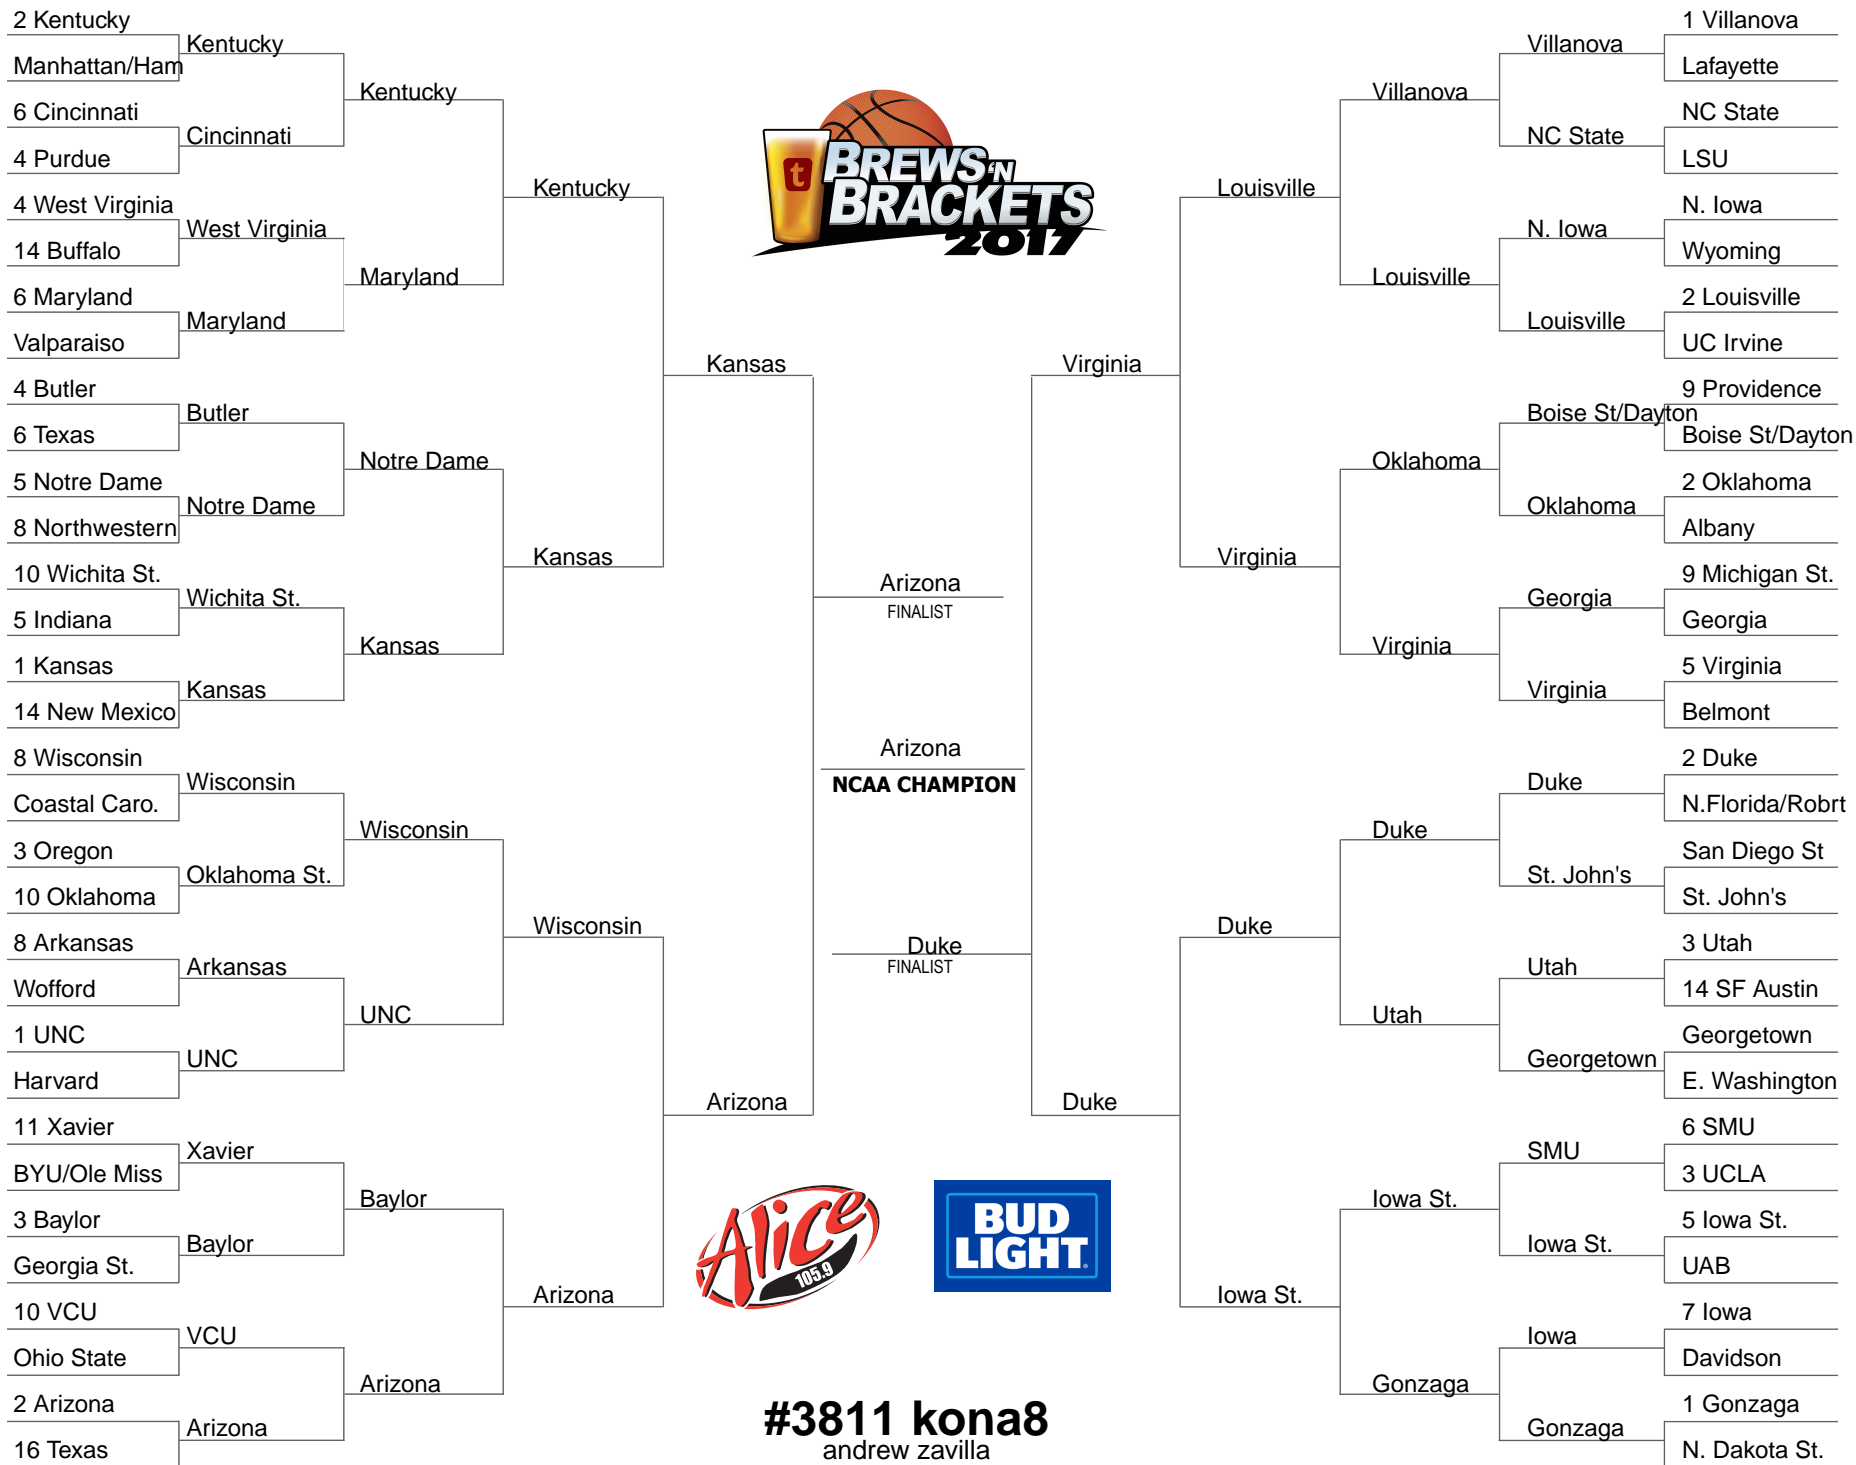 2 Kentucky
Manhattan/Ham
6 Cincinnati
4 Purdue
4 West Virginia
14 Buffalo
6 Maryland
Valparaiso
4 Butler
6 Texas
5 Notre Dame
8 Northwestern
10 Wichita St.
5 Indiana
1 Kansas
14 New Mexico
8 Wisconsin
Coastal Caro.
3 Oregon
10 Oklahoma
8 Arkansas
Wofford
1 UNC
Harvard
11 Xavier
BYU/Ole Miss
3 Baylor
Georgia St.
10 VCU
Ohio State
2 Arizona
16 Texas
Kentucky
Cincinnati
West Virginia
Maryland
Butler
Notre Dame
Wichita St.
Kansas
Wisconsin
Oklahoma St.
Arkansas
UNC
Xavier
Baylor
VCU
Arizona
Kentucky
Maryland
Notre Dame
Kansas
Wisconsin
UNC
Baylor
Arizona
Kentucky
Kansas
Wisconsin
Arizona
Kansas
Arizona
t
BREWS 'N
BRACKETS
2017
Arizona
FINALIST
Arizona
NCAA CHAMPION
Duke
FINALIST
Alice
105.9
BUD
LIGHT
#3811 kona8
andrew zavilla
Virginia
Duke
Louisville
Virginia
Duke
Iowa St.
Villanova
Louisville
Oklahoma
Virginia
Duke
Utah
Iowa St.
Gonzaga
Villanova
NC State
N. Iowa
Louisville
Boise St/Dayton
Oklahoma
Georgia
Virginia
Duke
St. John's
Utah
Georgetown
SMU
Iowa St.
Iowa
Gonzaga
1 Villanova
Lafayette
NC State
LSU
N. Iowa
Wyoming
2 Louisville
UC Irvine
9 Providence
Boise St/Dayton
2 Oklahoma
Albany
9 Michigan St.
Georgia
5 Virginia
Belmont
2 Duke
N.Florida/Robrt
San Diego St
St. John's
3 Utah
14 SF Austin
Georgetown
E. Washington
6 SMU
3 UCLA
5 Iowa St.
UAB
7 Iowa
Davidson
1 Gonzaga
N. Dakota St.